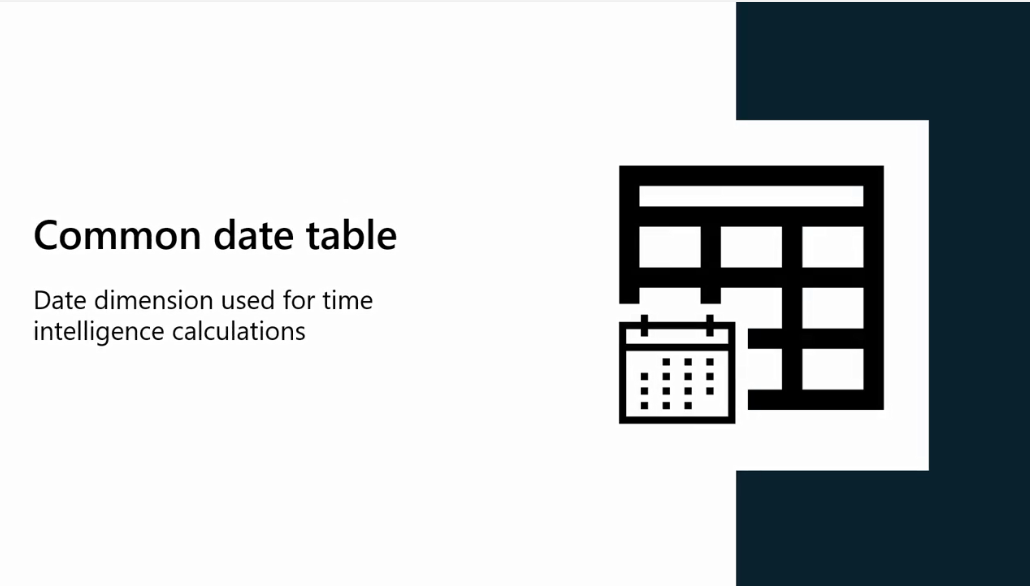 Common date table
Date dimension used for time
intelligence calculations